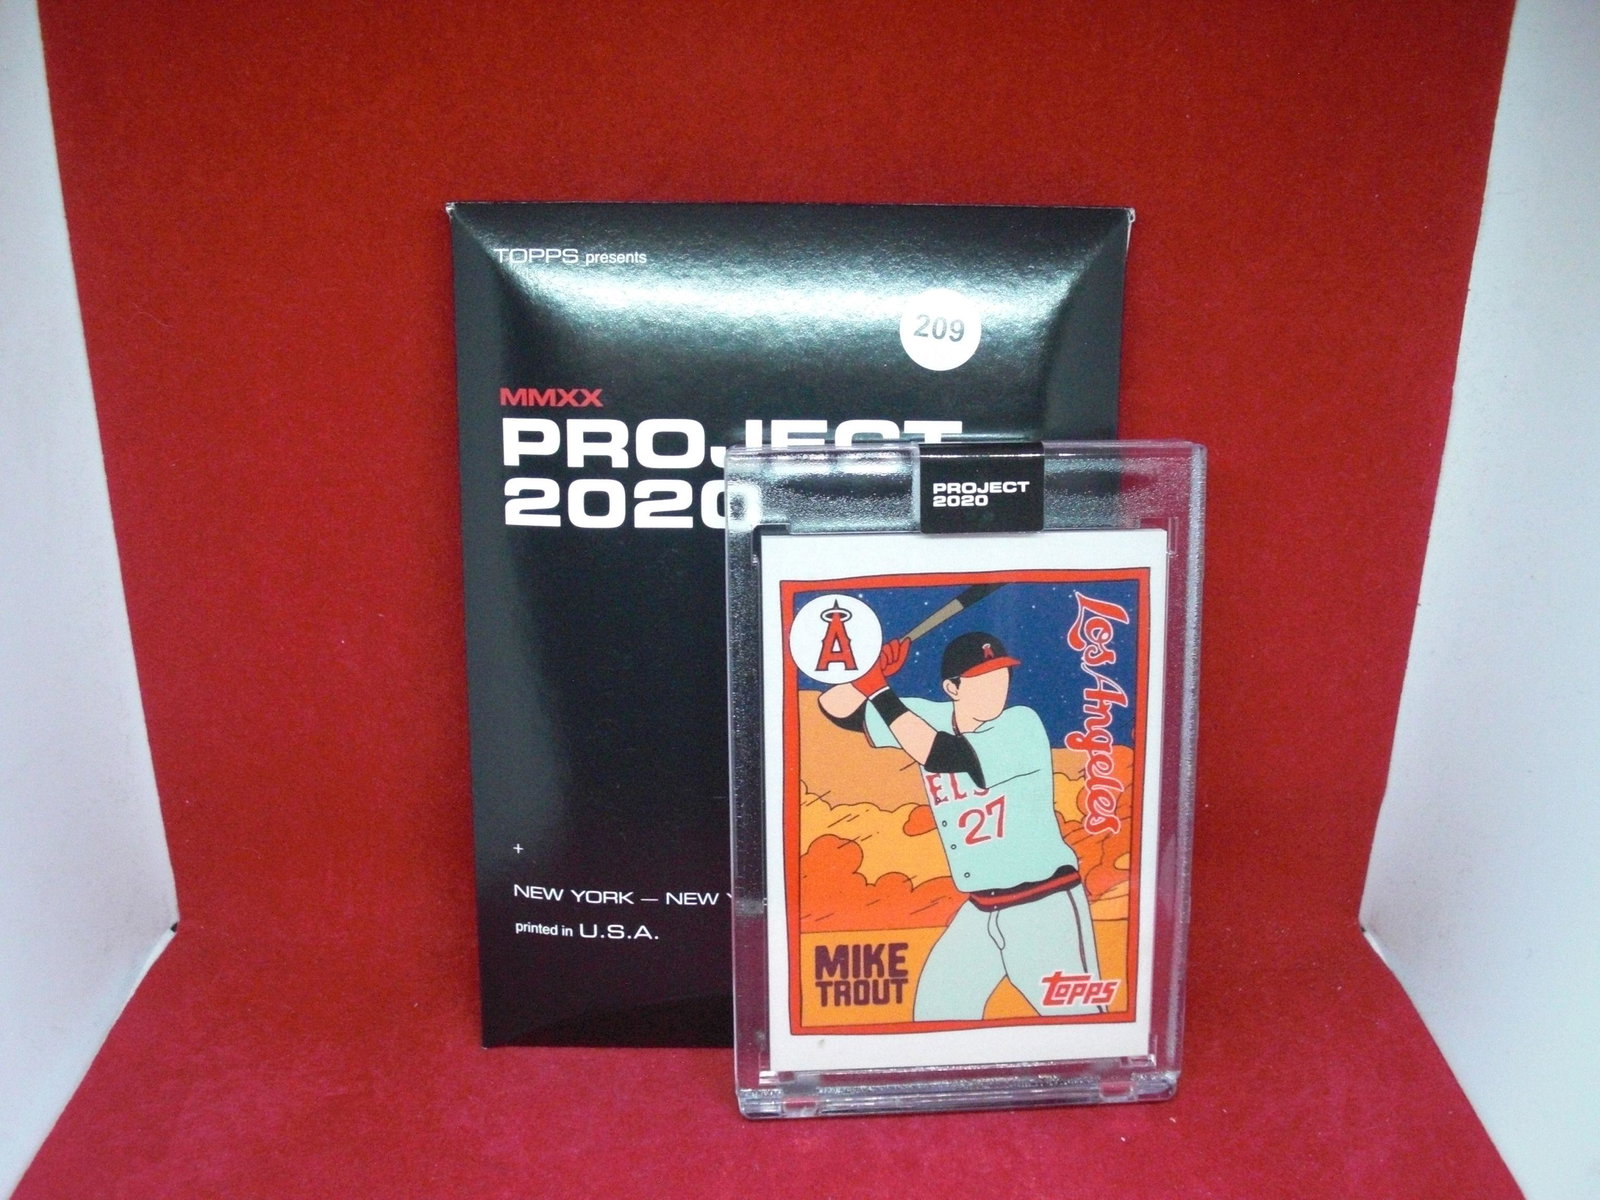 TOPPS presents
209
MMXX
PROJECT
2020
+
NEW YORK — NEW
printed in U.S.A.
PROJECT
2020
A
Los Angeles
A
ELS
27
MIKE
TROUT
TOPPS